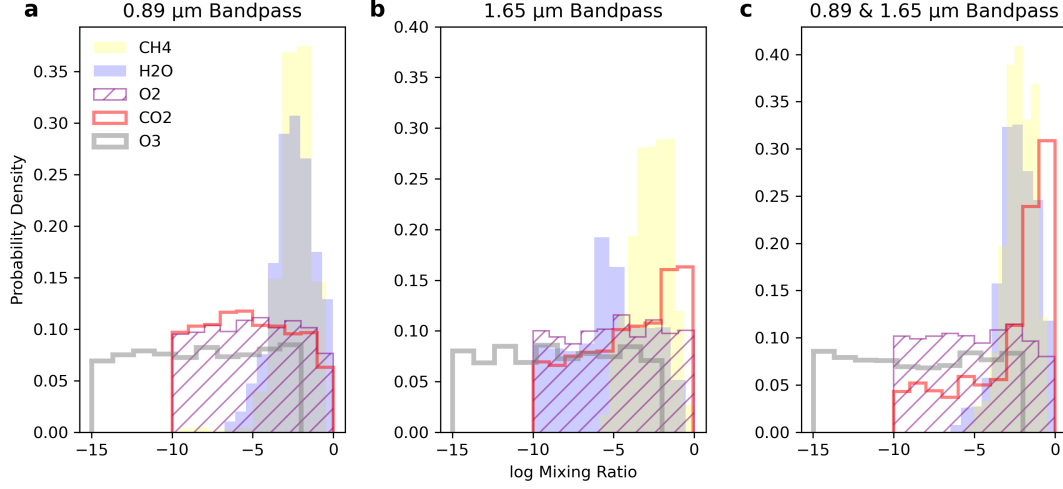 a 0.89 μm Bandpass
b 1.65 μm Bandpass
c 0.89 & 1.65 μm Bandpass
Probability Density
0.35
0.30
0.25
0.20
0.15
0.10
0.05
0.00
CH4
H2O
O2
CO2
O3
−15 −10 −5 0
0.40
0.35
0.30
0.25
0.20
0.15
0.10
0.05
0.00
−15 −10 −5 0
log Mixing Ratio
0.40
0.35
0.30
0.25
0.20
0.15
0.10
0.05
0.00
−15 −10 −5 0